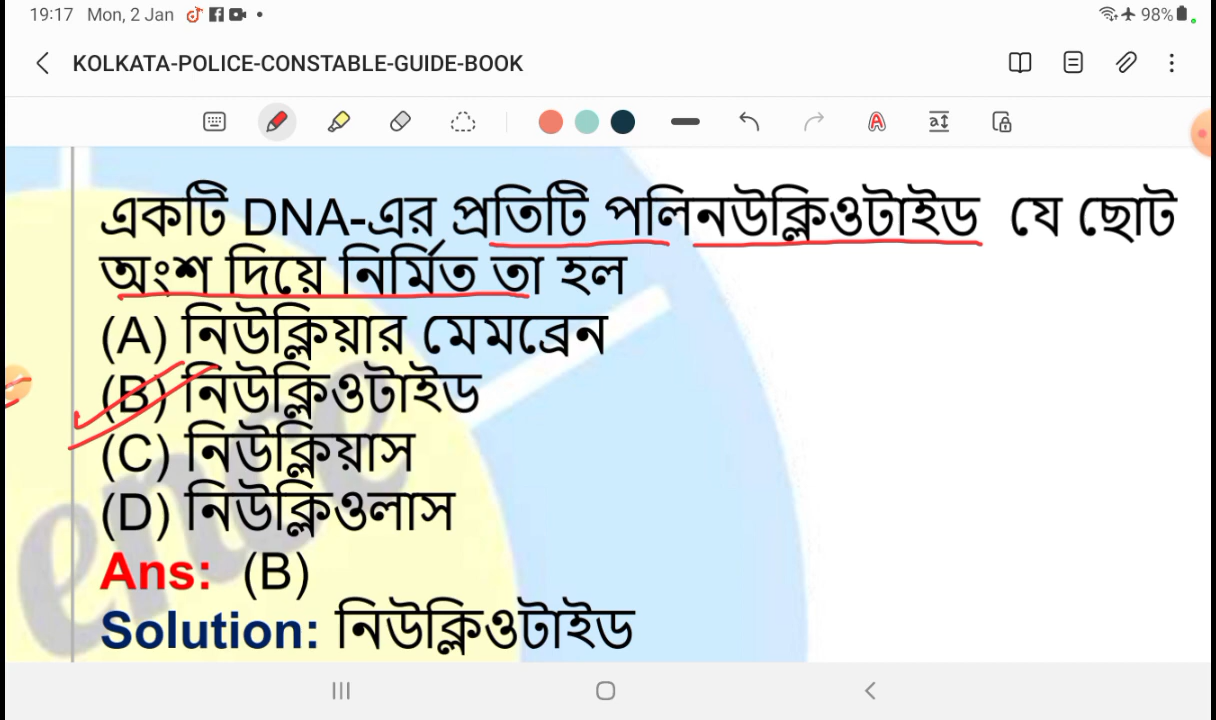 19:17 Mon, 2 Jan 98%
KOLKATA-POLICE-CONSTABLE-GUIDE-BOOK
একটি DNA-এর প্রতিটি পলিনউক্লিওটাইড যে ছোট
অংশ দিয়ে নির্মিত তা হল
(A) নিউক্লিয়ার মেমব্রেন
(B) নিউক্লিওটাইড
(C) নিউক্লিয়াস
(D) নিউক্লিওলাস
Ans: (B)
Solution: নিউক্লিওটাইড